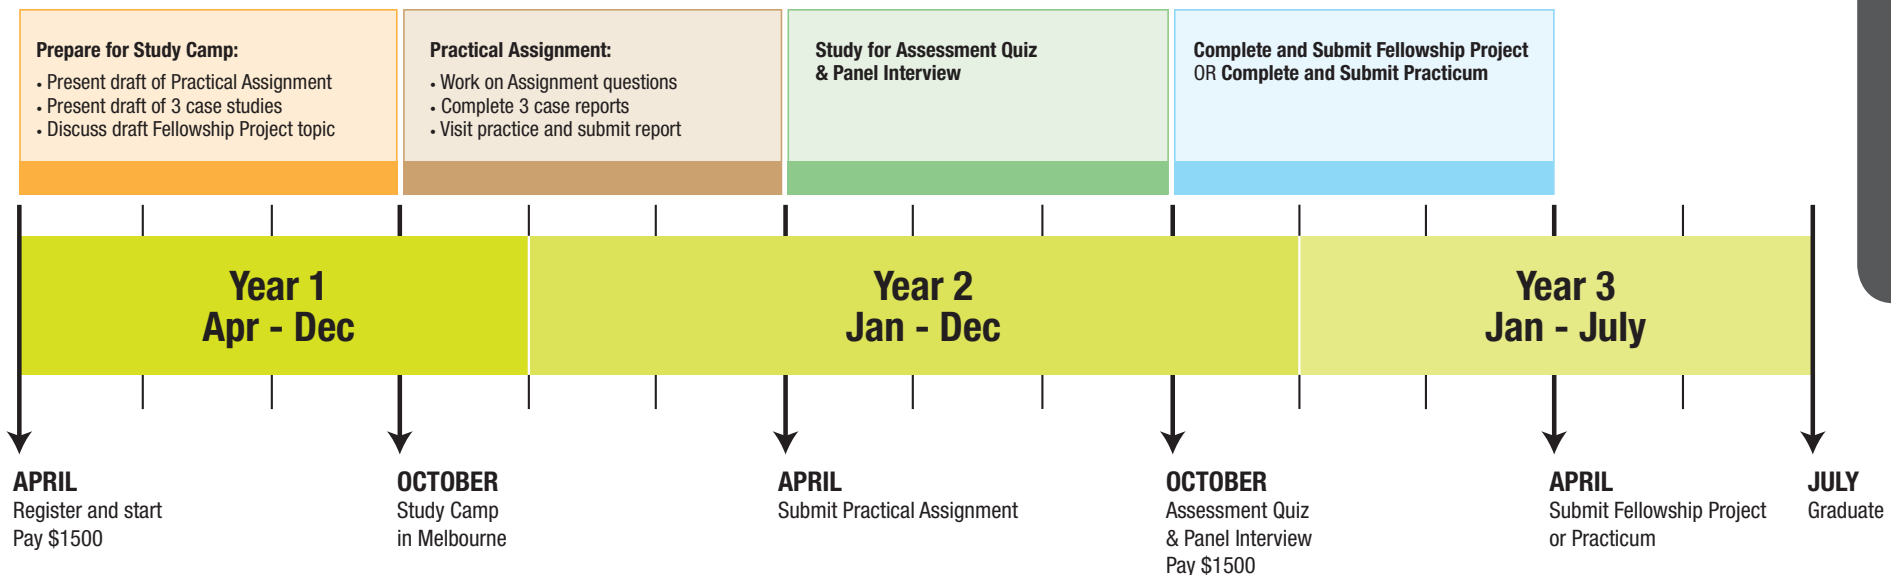 Prepare for Study Camp:
• Present draft of Practical Assignment
• Present draft of 3 case studies
• Discuss draft Fellowship Project topic
Practical Assignment:
• Work on Assignment questions
• Complete 3 case reports
• Visit practice and submit report
Study for Assessment Quiz
& Panel Interview
Complete and Submit Fellowship Project
OR Complete and Submit Practicum
Year 1
Apr - Dec
Year 2
Jan - Dec
Year 3
Jan - July
APRIL
Register and start
Pay $1500
OCTOBER
Study Camp
in Melbourne
APRIL
Submit Practical Assignment
OCTOBER
Assessment Quiz
& Panel Interview
Pay $1500
APRIL
Submit Fellowship Project
or Practicum
JULY
Graduate